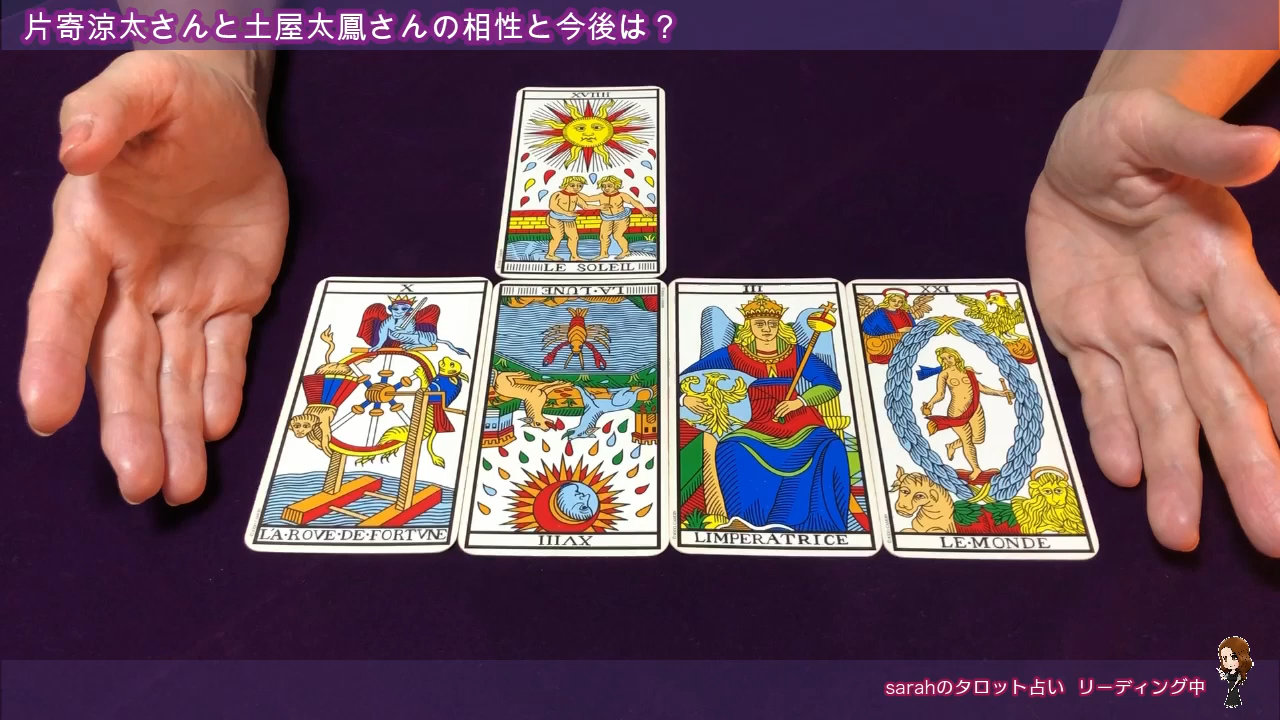 片寄涼太さんと土屋太鳳さんの相性と今後は？
XVIIII
LE SOLEIL
X
LA·ROVE·DE·FORTVNE
LA·LUNE
XVIII
III
LIMPERATRICE
XXI
LE·MONDE
sarahのタロット占い リーディング中